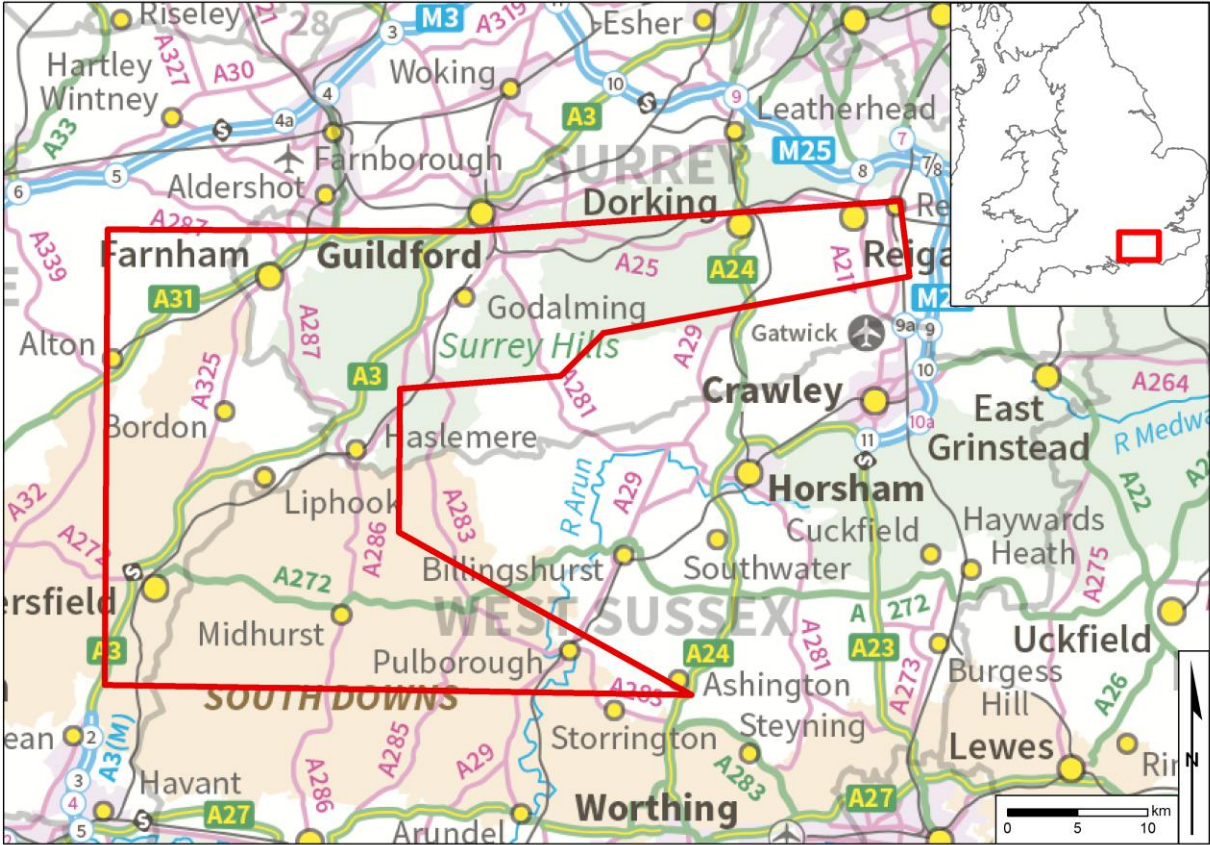 Riseley
28
M3
3
A319
Esher
A327
A30
Hartley
Wintney
Woking
10
S
9
Leatherhead
A33
4
4a
S
A3
M25
7
5
6
Farnborough
SURREY
8
7/8
Aldershot
Dorking
Re
A287
A339
Farnham
Guildford
A25
A24
A217
Reiga
A31
Godalming
M2
A287
Surrey Hills
A29
Gatwick
9a
9
Alton
A325
A3
A281
Crawley
10
A264
Bordon
10a
East
Grinstead
R Medwa
Haslemere
11
S
A32
Liphook
A283
R Arun
A29
Horsham
A22
A286
Cuckfield
Haywards
Heath
A272
S
Billingshurst
Southwater
A275
A272
ersfield
WEST SUSSEX
A
272
Midhurst
A281
A23
Uckfield
A3
Pulborough
A24
A273
Burgess
Hill
A26
SOUTH DOWNS
A283
Ashington
ean
2
A3(M)
A285
Storrington
Steyning
Lewes
N
3
A29
Rin
4
Havant
A286
A283
5
S
A27
Arundel
Worthing
A27
km
0
5
10